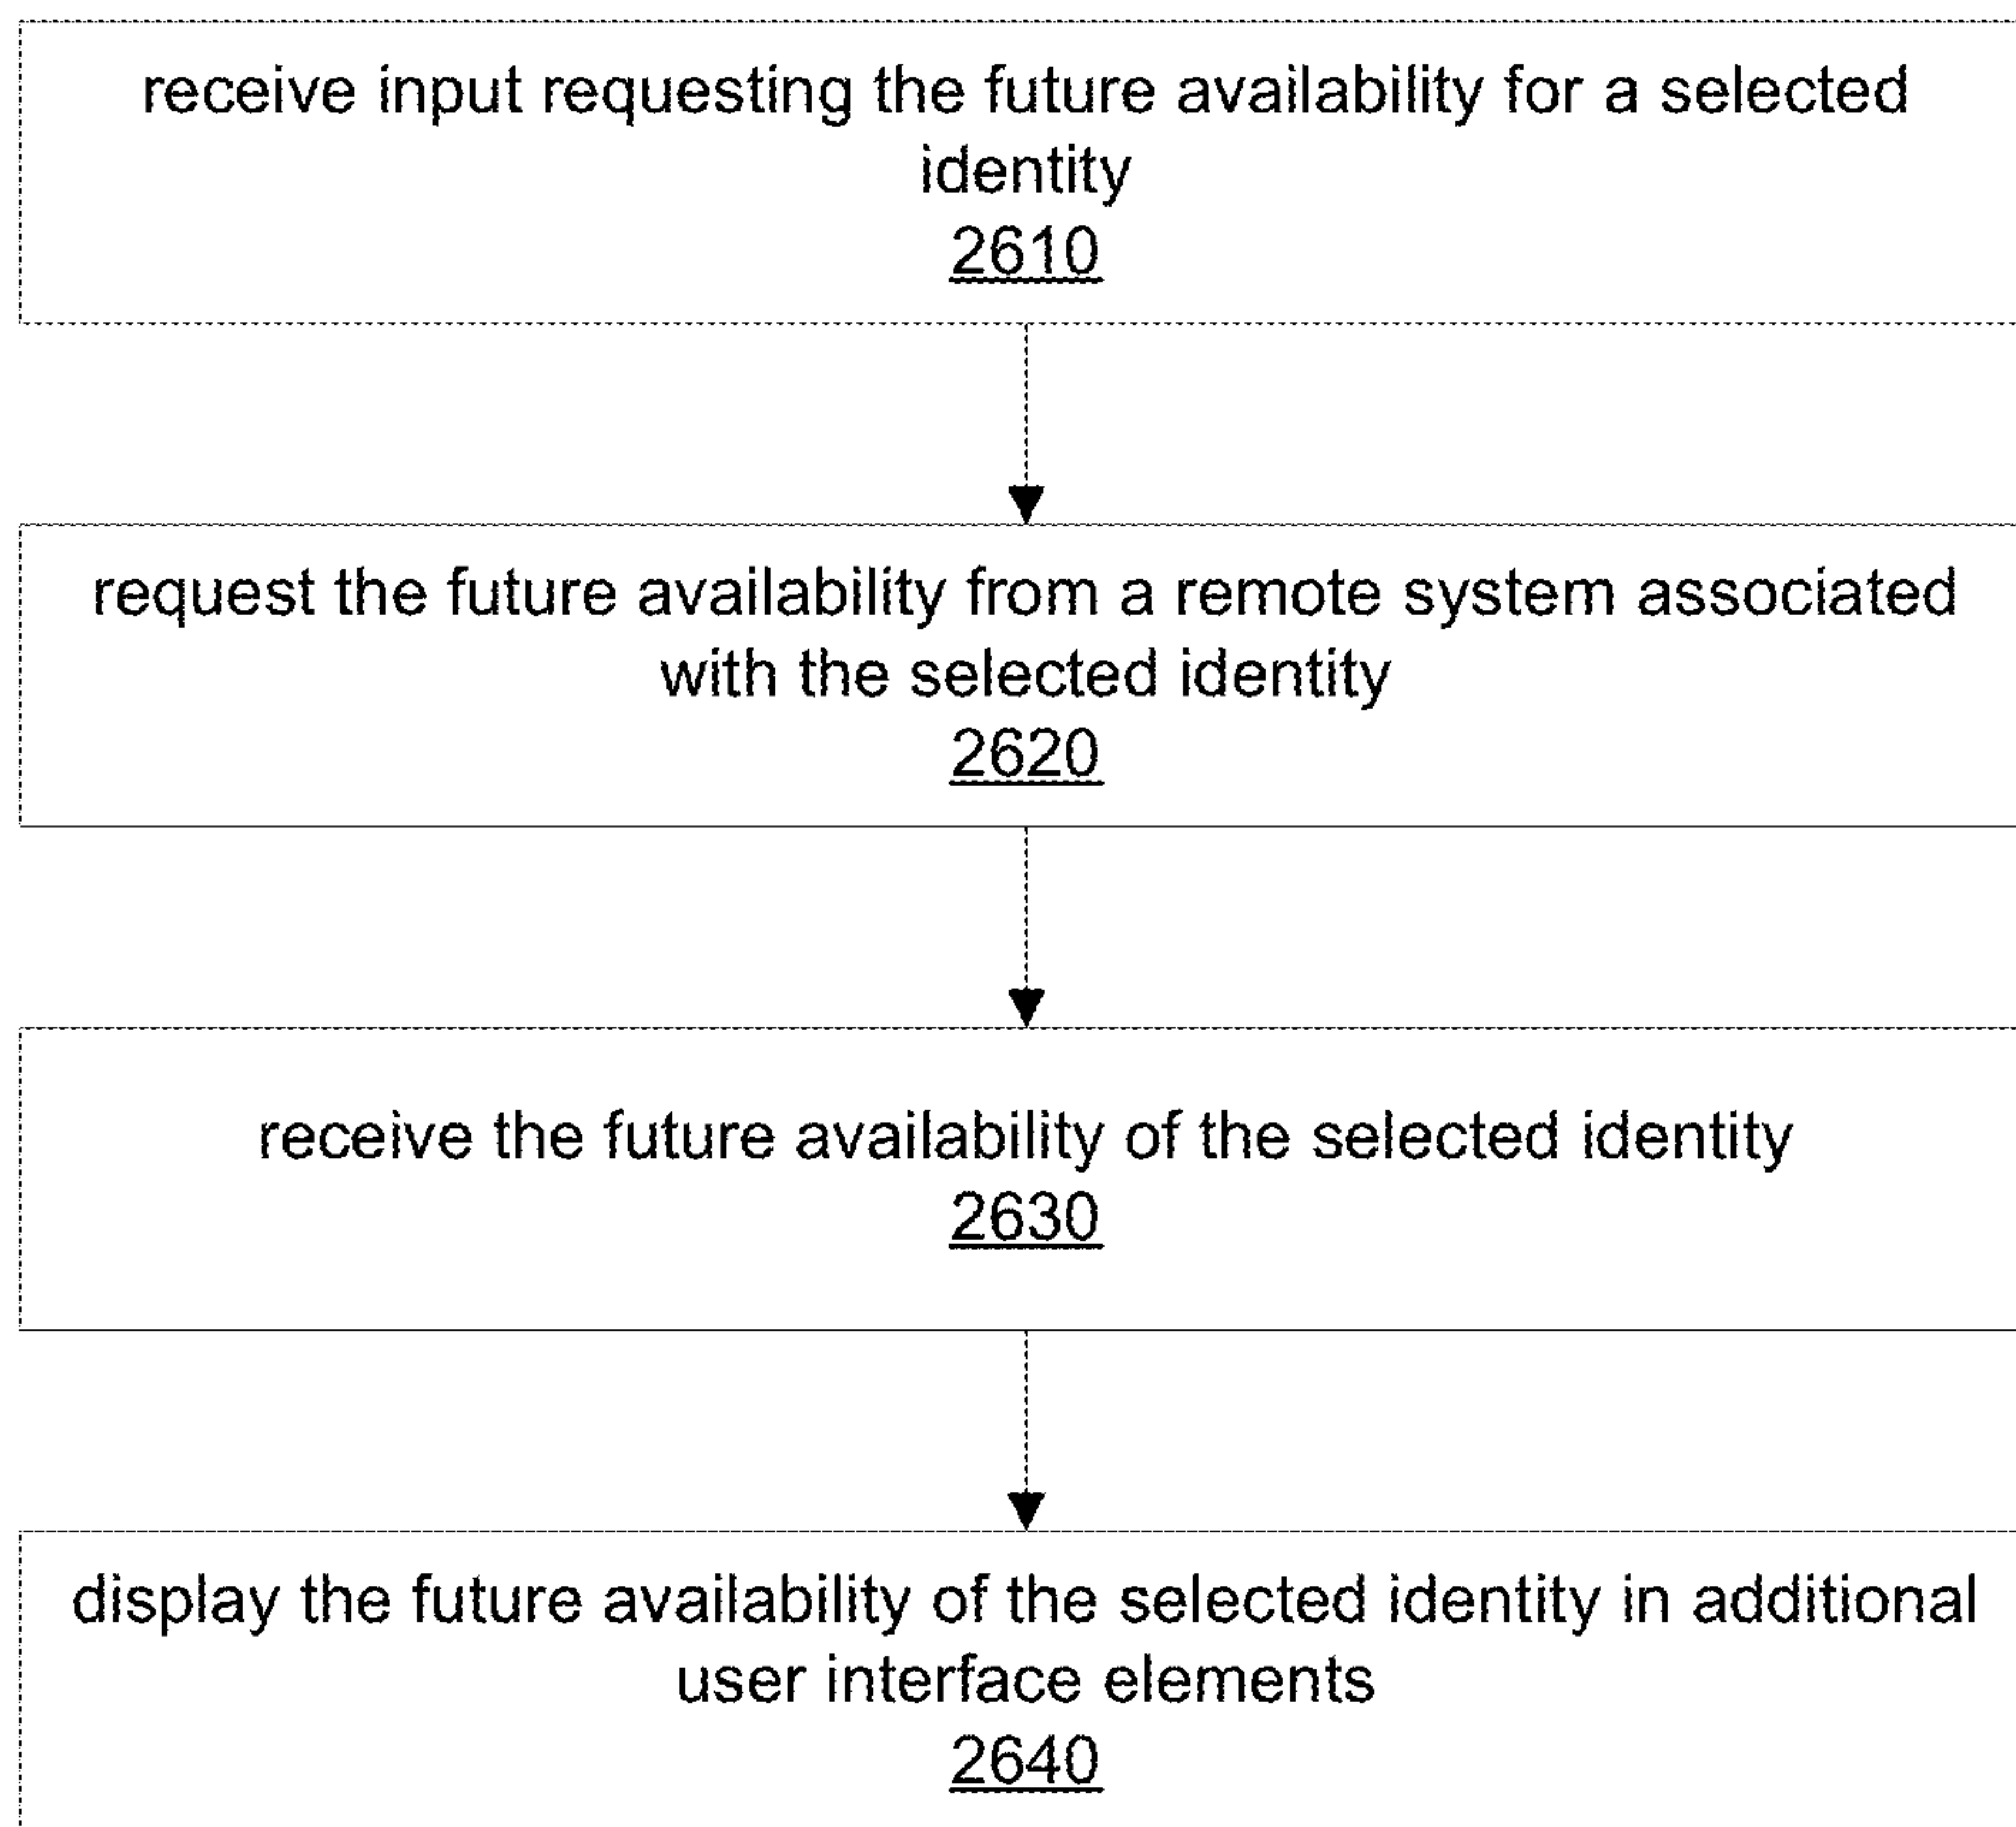 receive input requesting the future availability for a selected
identity
2610
request the future availability from a remote system associated
with the selected identity
2620
receive the future availability of the selected identity
2630
display the future availability of the selected identity in additional
user interface elements
2640